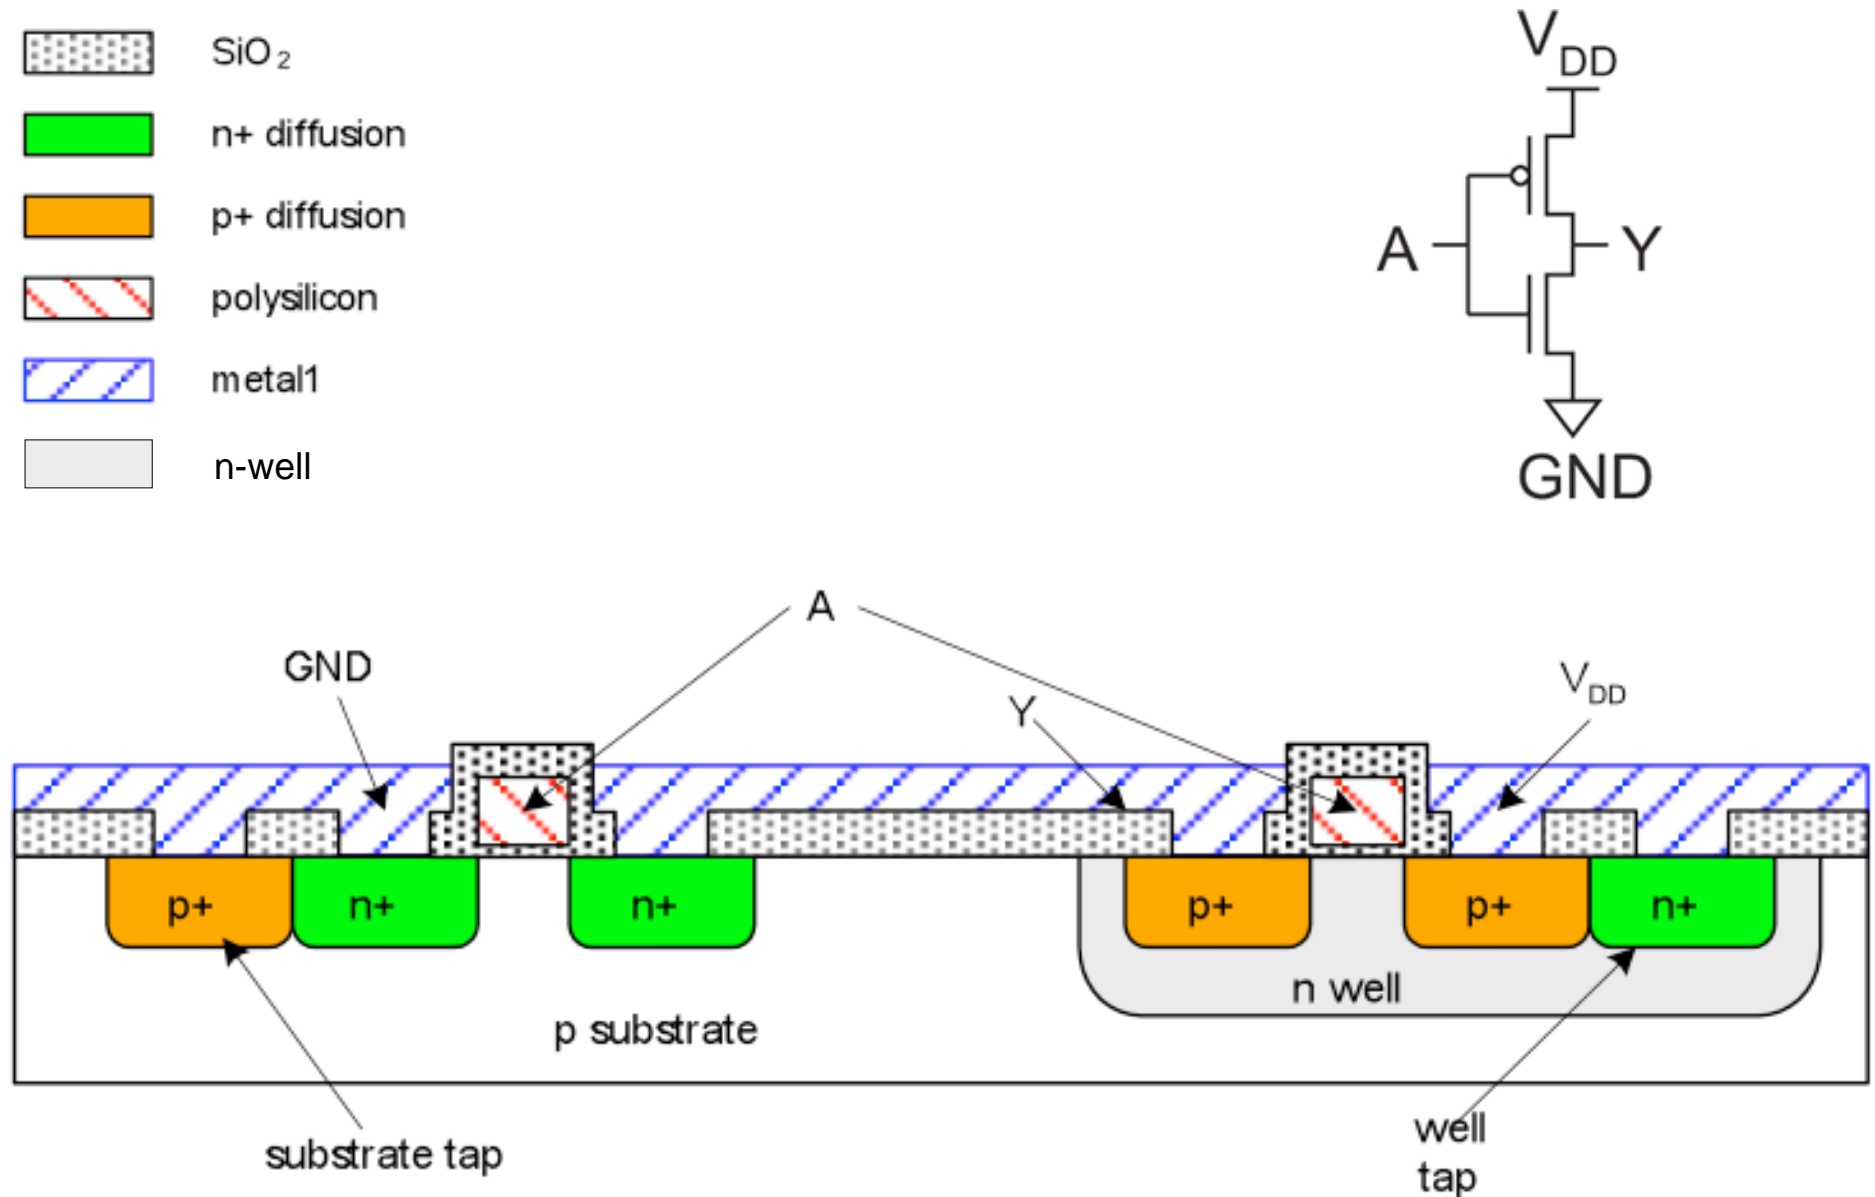 SiO2
n+ diffusion
p+ diffusion
polysilicon
metal1
n-well
VDD
A
Y
GND
A
GND
Y
VDD
p+
n+
n+
p+
p+
n+
n well
p substrate
substrate tap
well
tap